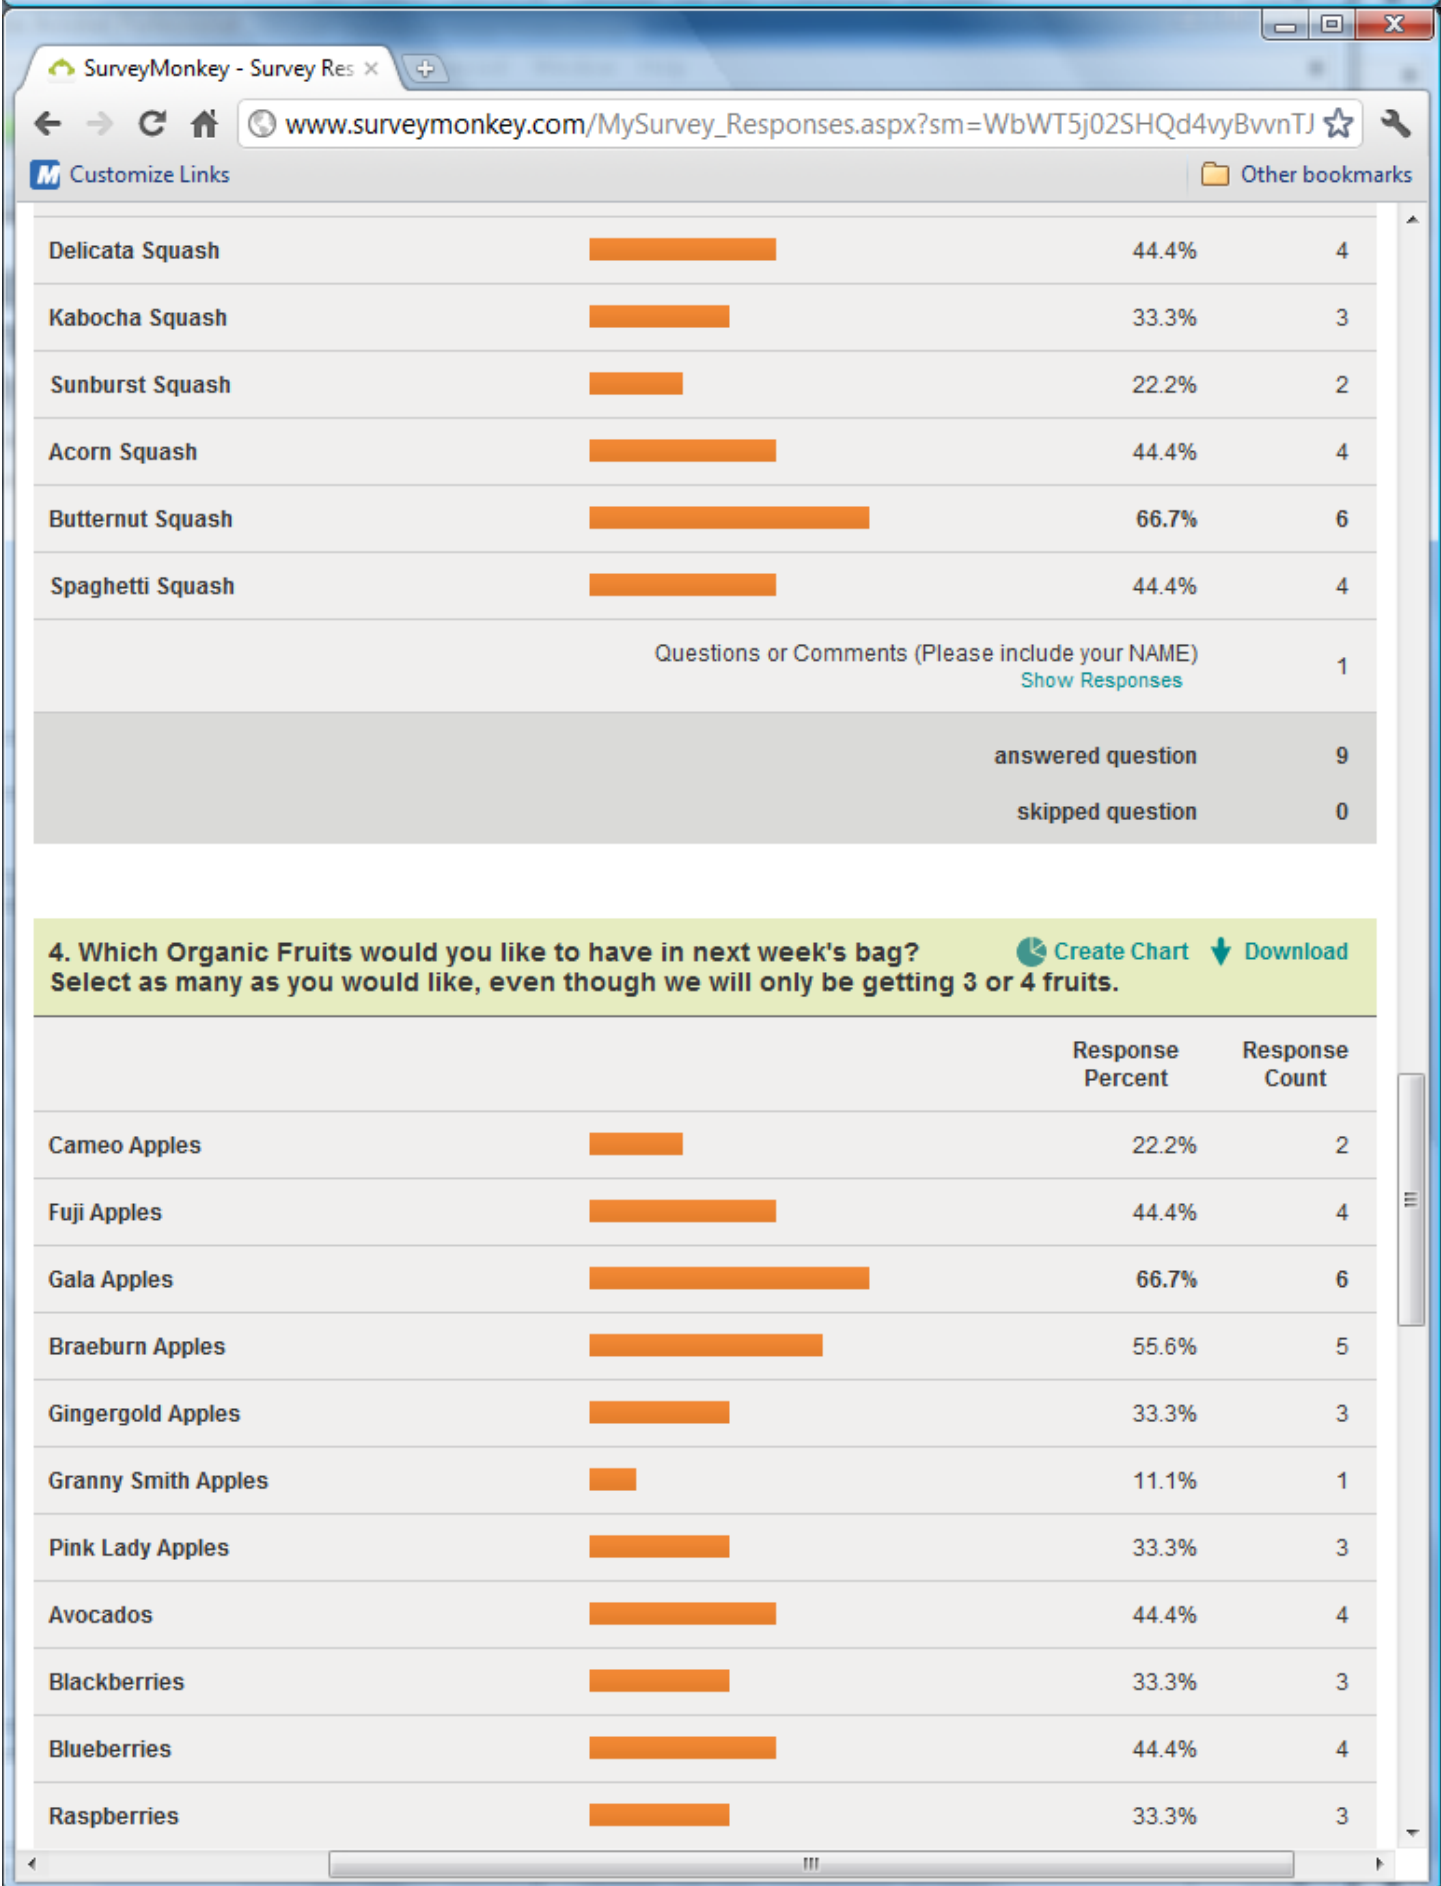 SurveyMonkey - Survey Res
www.surveymonkey.com/MySurvey_Responses.aspx?sm=WbWT5j02SHQd4vyBvvnTJ
Customize Links Other bookmarks
Delicata Squash 44.4% 4
Kabocha Squash 33.3% 3
Sunburst Squash 22.2% 2
Acorn Squash 44.4% 4
Butternut Squash 66.7% 6
Spaghetti Squash 44.4% 4
Questions or Comments (Please include your NAME) 1
Show Responses
answered question 9
skipped question 0
4. Which Organic Fruits would you like to have in next week's bag? Create Chart Download
Select as many as you would like, even though we will only be getting 3 or 4 fruits.
Response Response
Percent Count
Cameo Apples 22.2% 2
Fuji Apples 44.4% 4
Gala Apples 66.7% 6
Braeburn Apples 55.6% 5
Gingergold Apples 33.3% 3
Granny Smith Apples 11.1% 1
Pink Lady Apples 33.3% 3
Avocados 44.4% 4
Blackberries 33.3% 3
Blueberries 44.4% 4
Raspberries 33.3% 3